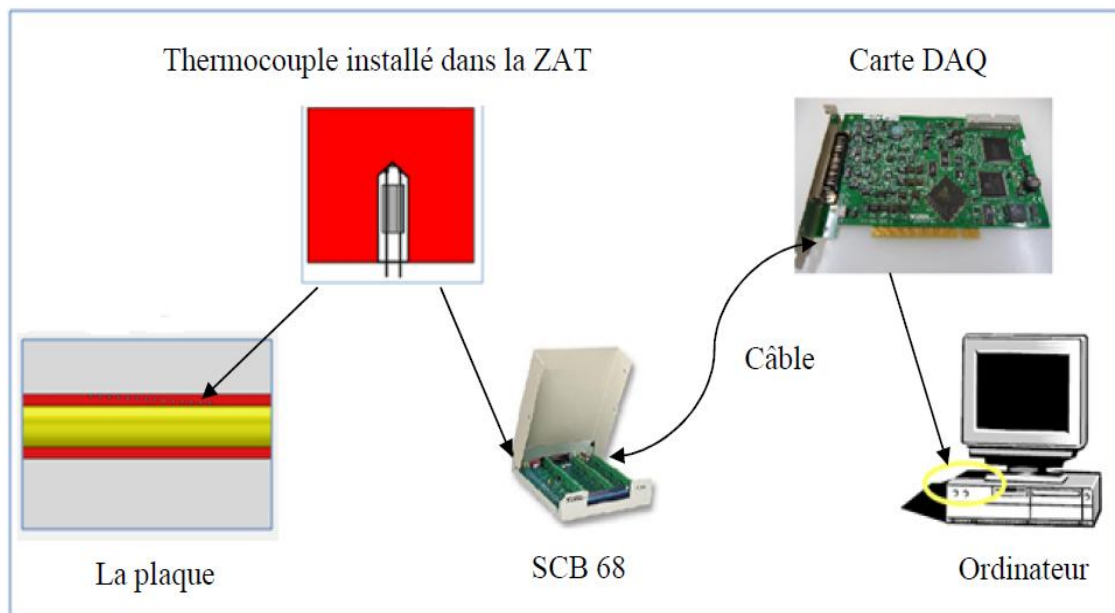 Thermocouple installé dans la ZAT
Carte DAQ
Câble
La plaque
SCB 68
Ordinateur